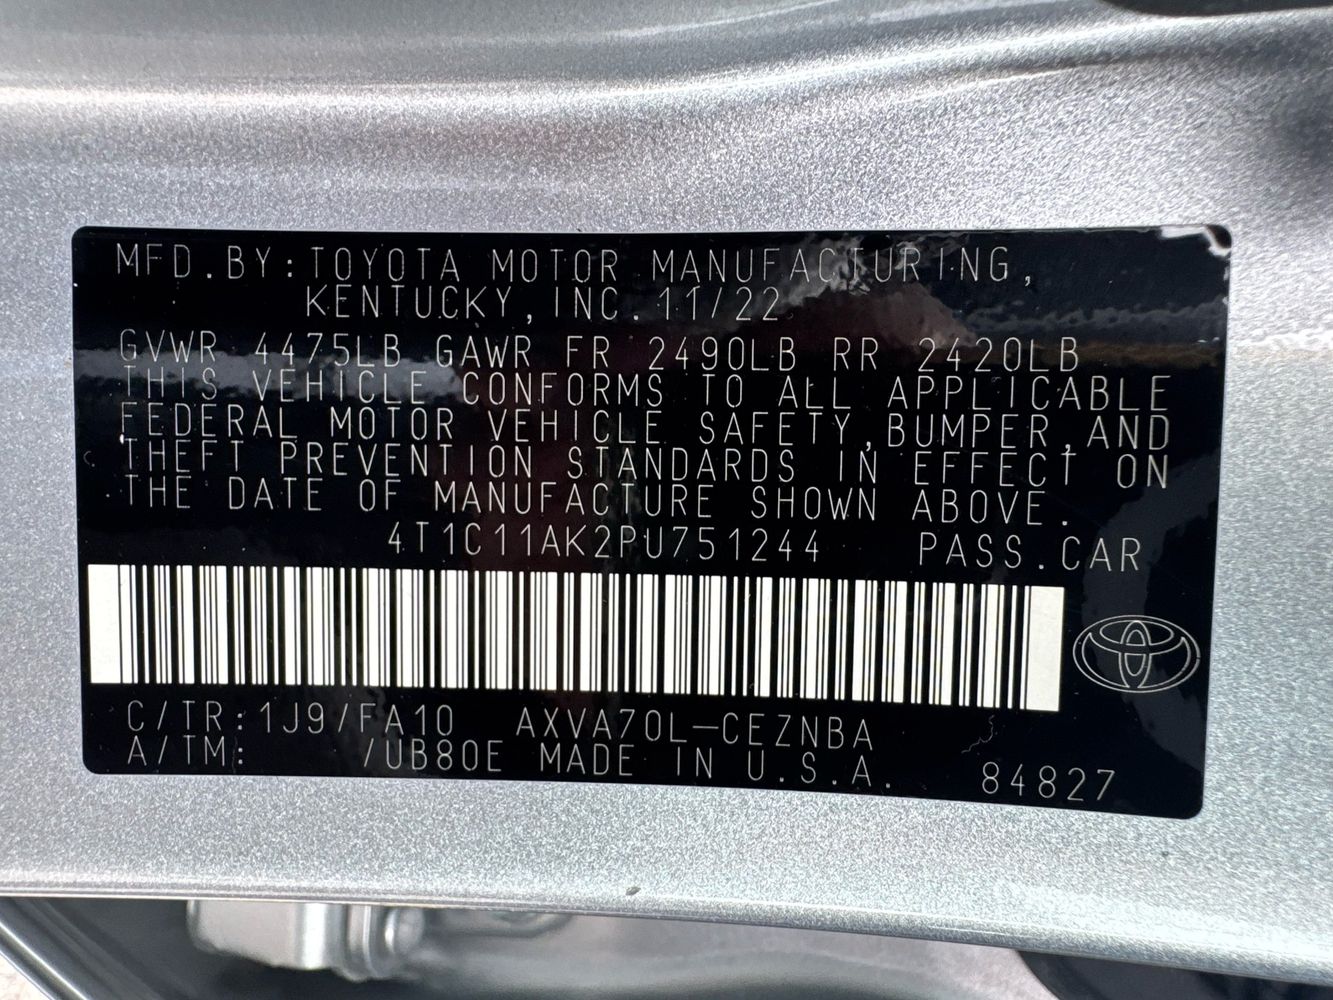 MFD.BY:TOYOTA MOTOR MANUFACTURING,
KENTUCKY,INC.11/22
GVWR 4475LB GAWR FR 2490LB RR 2420LB
THIS VEHICLE CONFORMS TO ALL APPLICABLE
FEDERAL MOTOR VEHICLE SAFETY,BUMPER,AND
THEFT PREVENTION STANDARDS IN EFFECT ON
THE DATE OF MANUFACTURE SHOWN ABOVE.
4T1C11AK2PU751244 PASS.CAR
C/TR:1J9/FA10 AXVA70L-CEZNBA
A/TM: /UB80E MADE IN U.S.A. 84827